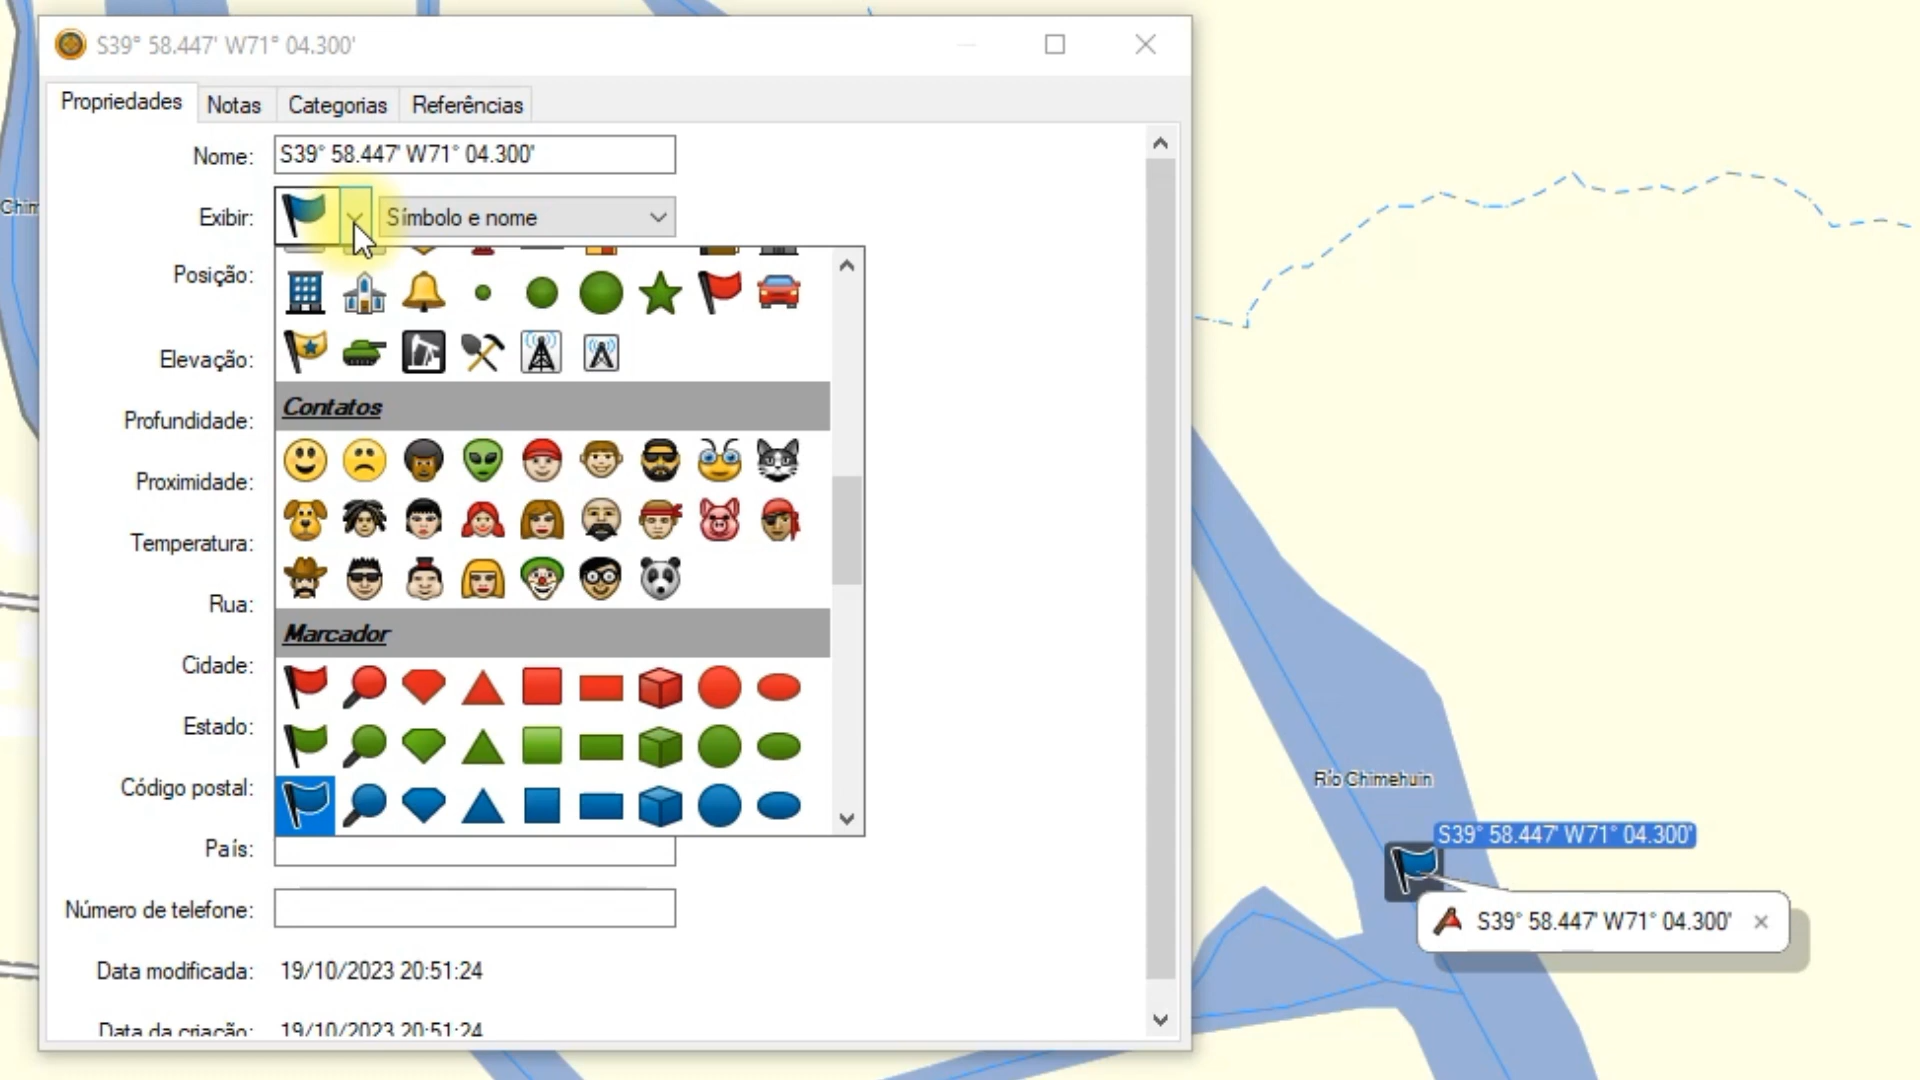 S39° 58.447' W71° 04.300'
Propriedades Notas Categorias Referências
Nome: S39° 58.447' W71° 04.300'
Exibir: Símbolo e nome
Posição:
Elevação:
Contatos
Profundidade:
Proximidade:
Temperatura:
Rua:
Marcador
Cidade:
Estado:
Código postal:
País:
Número de telefone:
Data modificada: 19/10/2023 20:51:24
Data da criação: 19/10/2023 20:51:24
Chim
Río Chimehuin
S39° 58.447' W71° 04.300'
S39° 58.447' W71° 04.300'